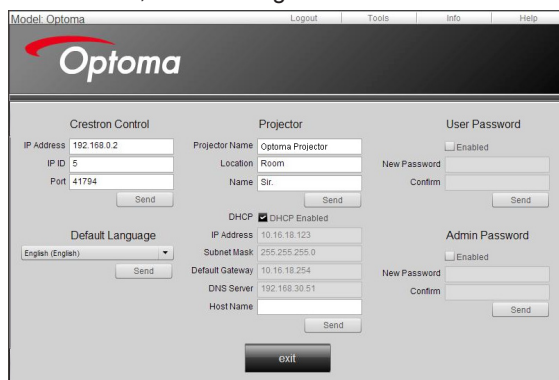 Model: Optoma
Logout
Tools
Info
Help
Optoma
Crestron Control
IP Address 192.168.0.2
IP ID 5
Port 41794
Send
Default Language
English (English)
Send
Projector
Projector Name Optoma Projector
Location Room
Name Sir.
Send
DHCP DHCP Enabled
IP Address 10.16.18.123
Subnet Mask 255.255.255.0
Default Gateway 10.16.18.254
DNS Server 192.168.30.51
Host Name
Send
User Password
Enabled
New Password
Confirm
Send
Admin Password
Enabled
New Password
Confirm
Send
exit